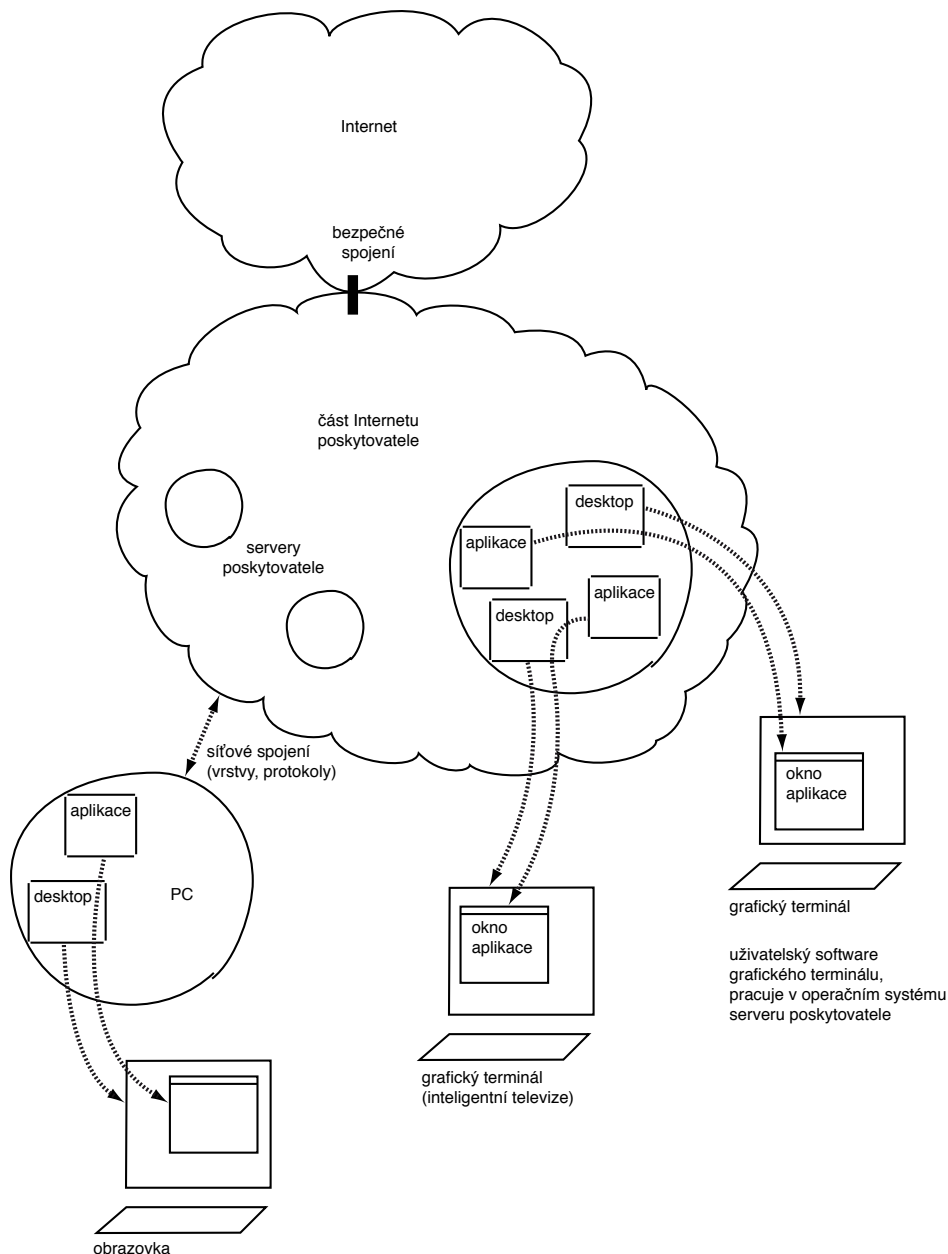 Internet
bezpečné
spojení
část Internetu
poskytovatele
desktop
aplikace
servery
poskytovatele
aplikace
desktop
síťové spojení
(vrstvy, protokoly)
okno
aplikace
aplikace
desktop
PC
grafický terminál
okno
aplikace
uživatelský software
grafického terminálu,
pracuje v operačním systému
serveru poskytovatele
grafický terminál
(inteligentní televize)
obrazovka